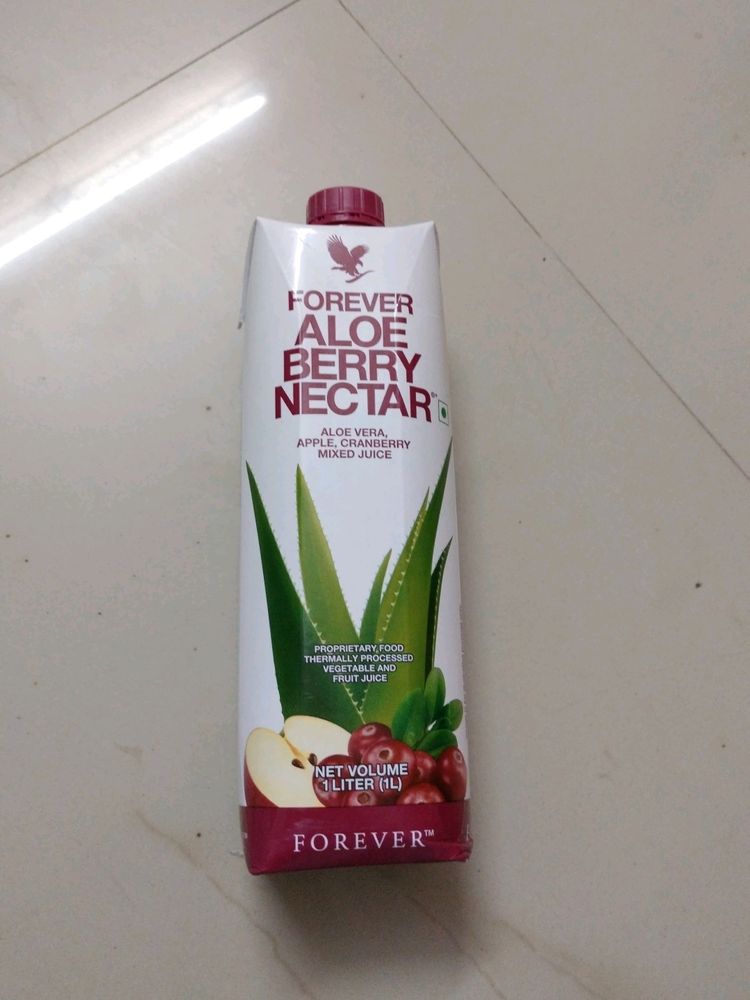 FOREVER
ALOE
BERRY
NECTAR
ALOE VERA,
APPLE, CRANBERRY
MIXED JUICE
PROPRIETARY FOOD
THERMALLY PROCESSED
VEGETABLE AND
FRUIT JUICE
NET VOLUME
1 LITER (1L)
FOREVER™